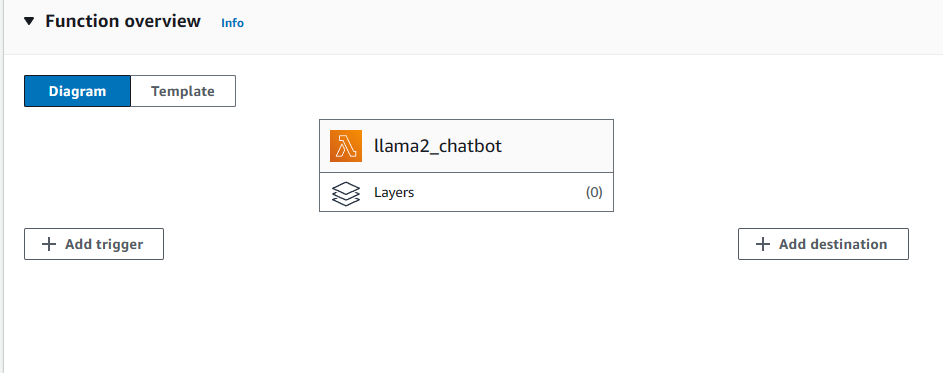 Function overview Info
Diagram Template
llama2_chatbot
Layers (0)
Add trigger Add destination